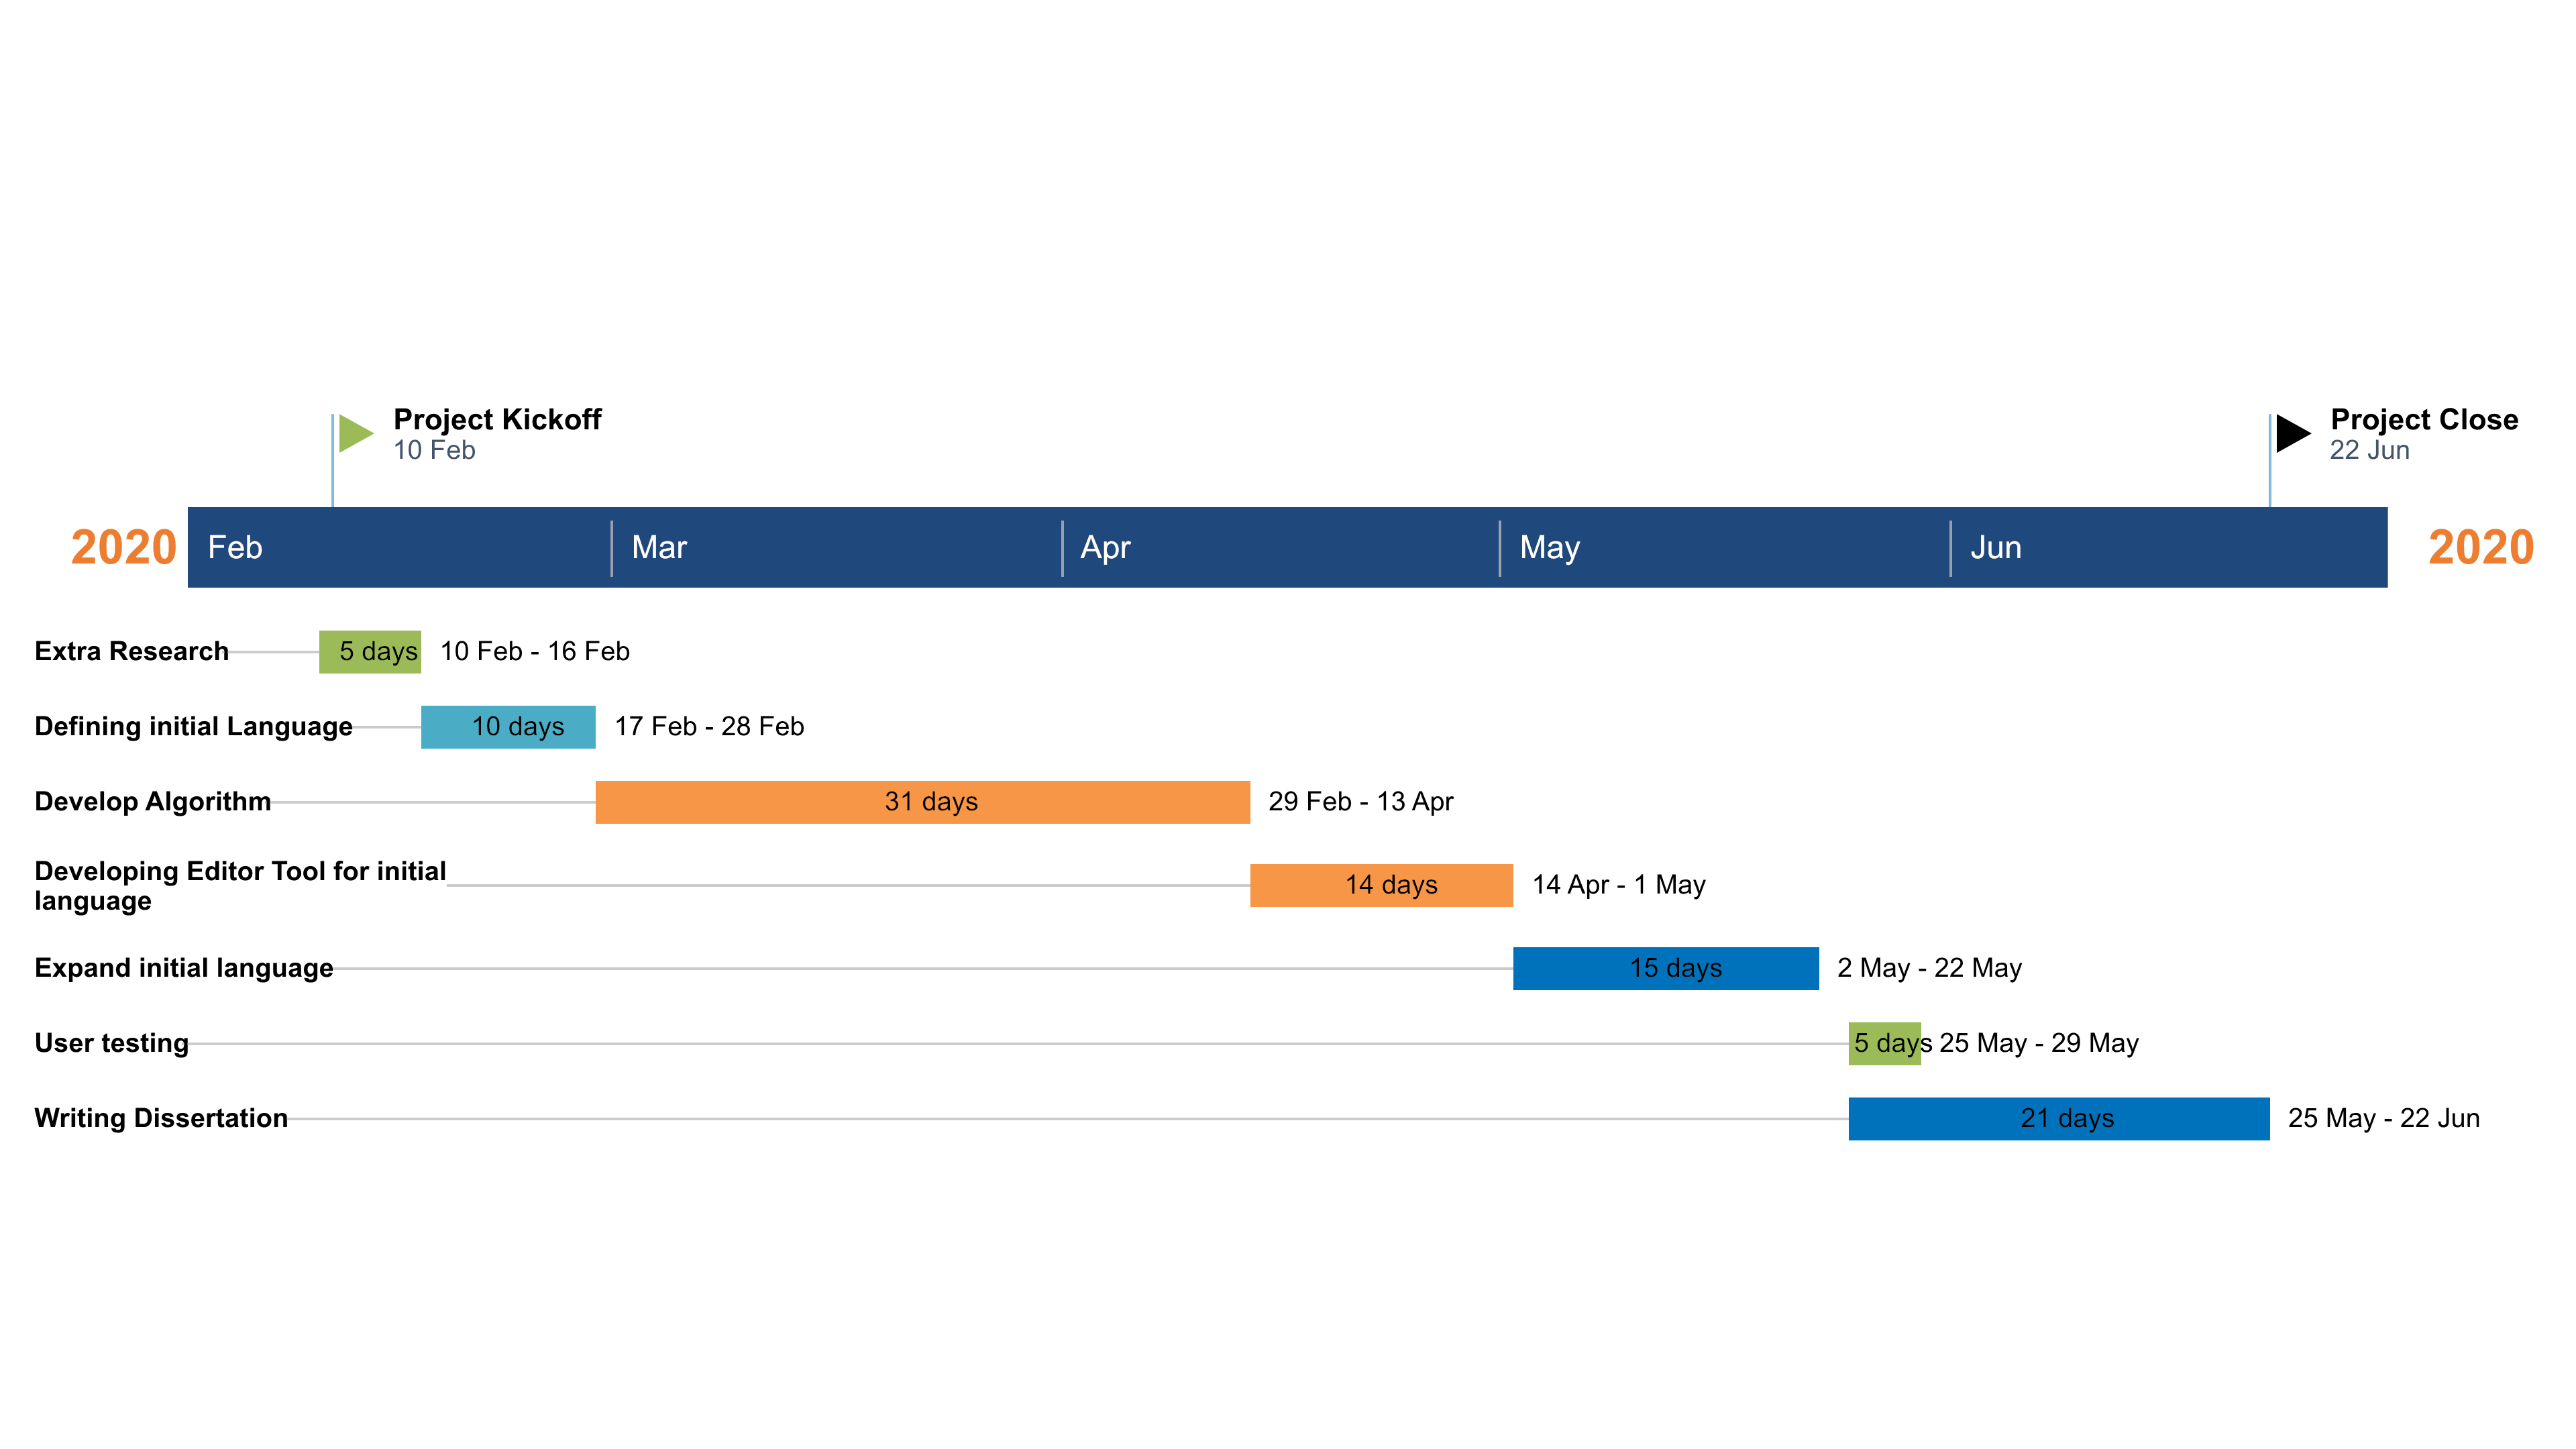 Project Kickoff
10 Feb
Project Close
22 Jun
2020 Feb Mar Apr May Jun 2020
Extra Research 5 days 10 Feb - 16 Feb
Defining initial Language 10 days 17 Feb - 28 Feb
Develop Algorithm 31 days 29 Feb - 13 Apr
Developing Editor Tool for initial
language
14 days 14 Apr - 1 May
Expand initial language 15 days 2 May - 22 May
User testing 5 days 25 May - 29 May
Writing Dissertation 21 days 25 May - 22 Jun